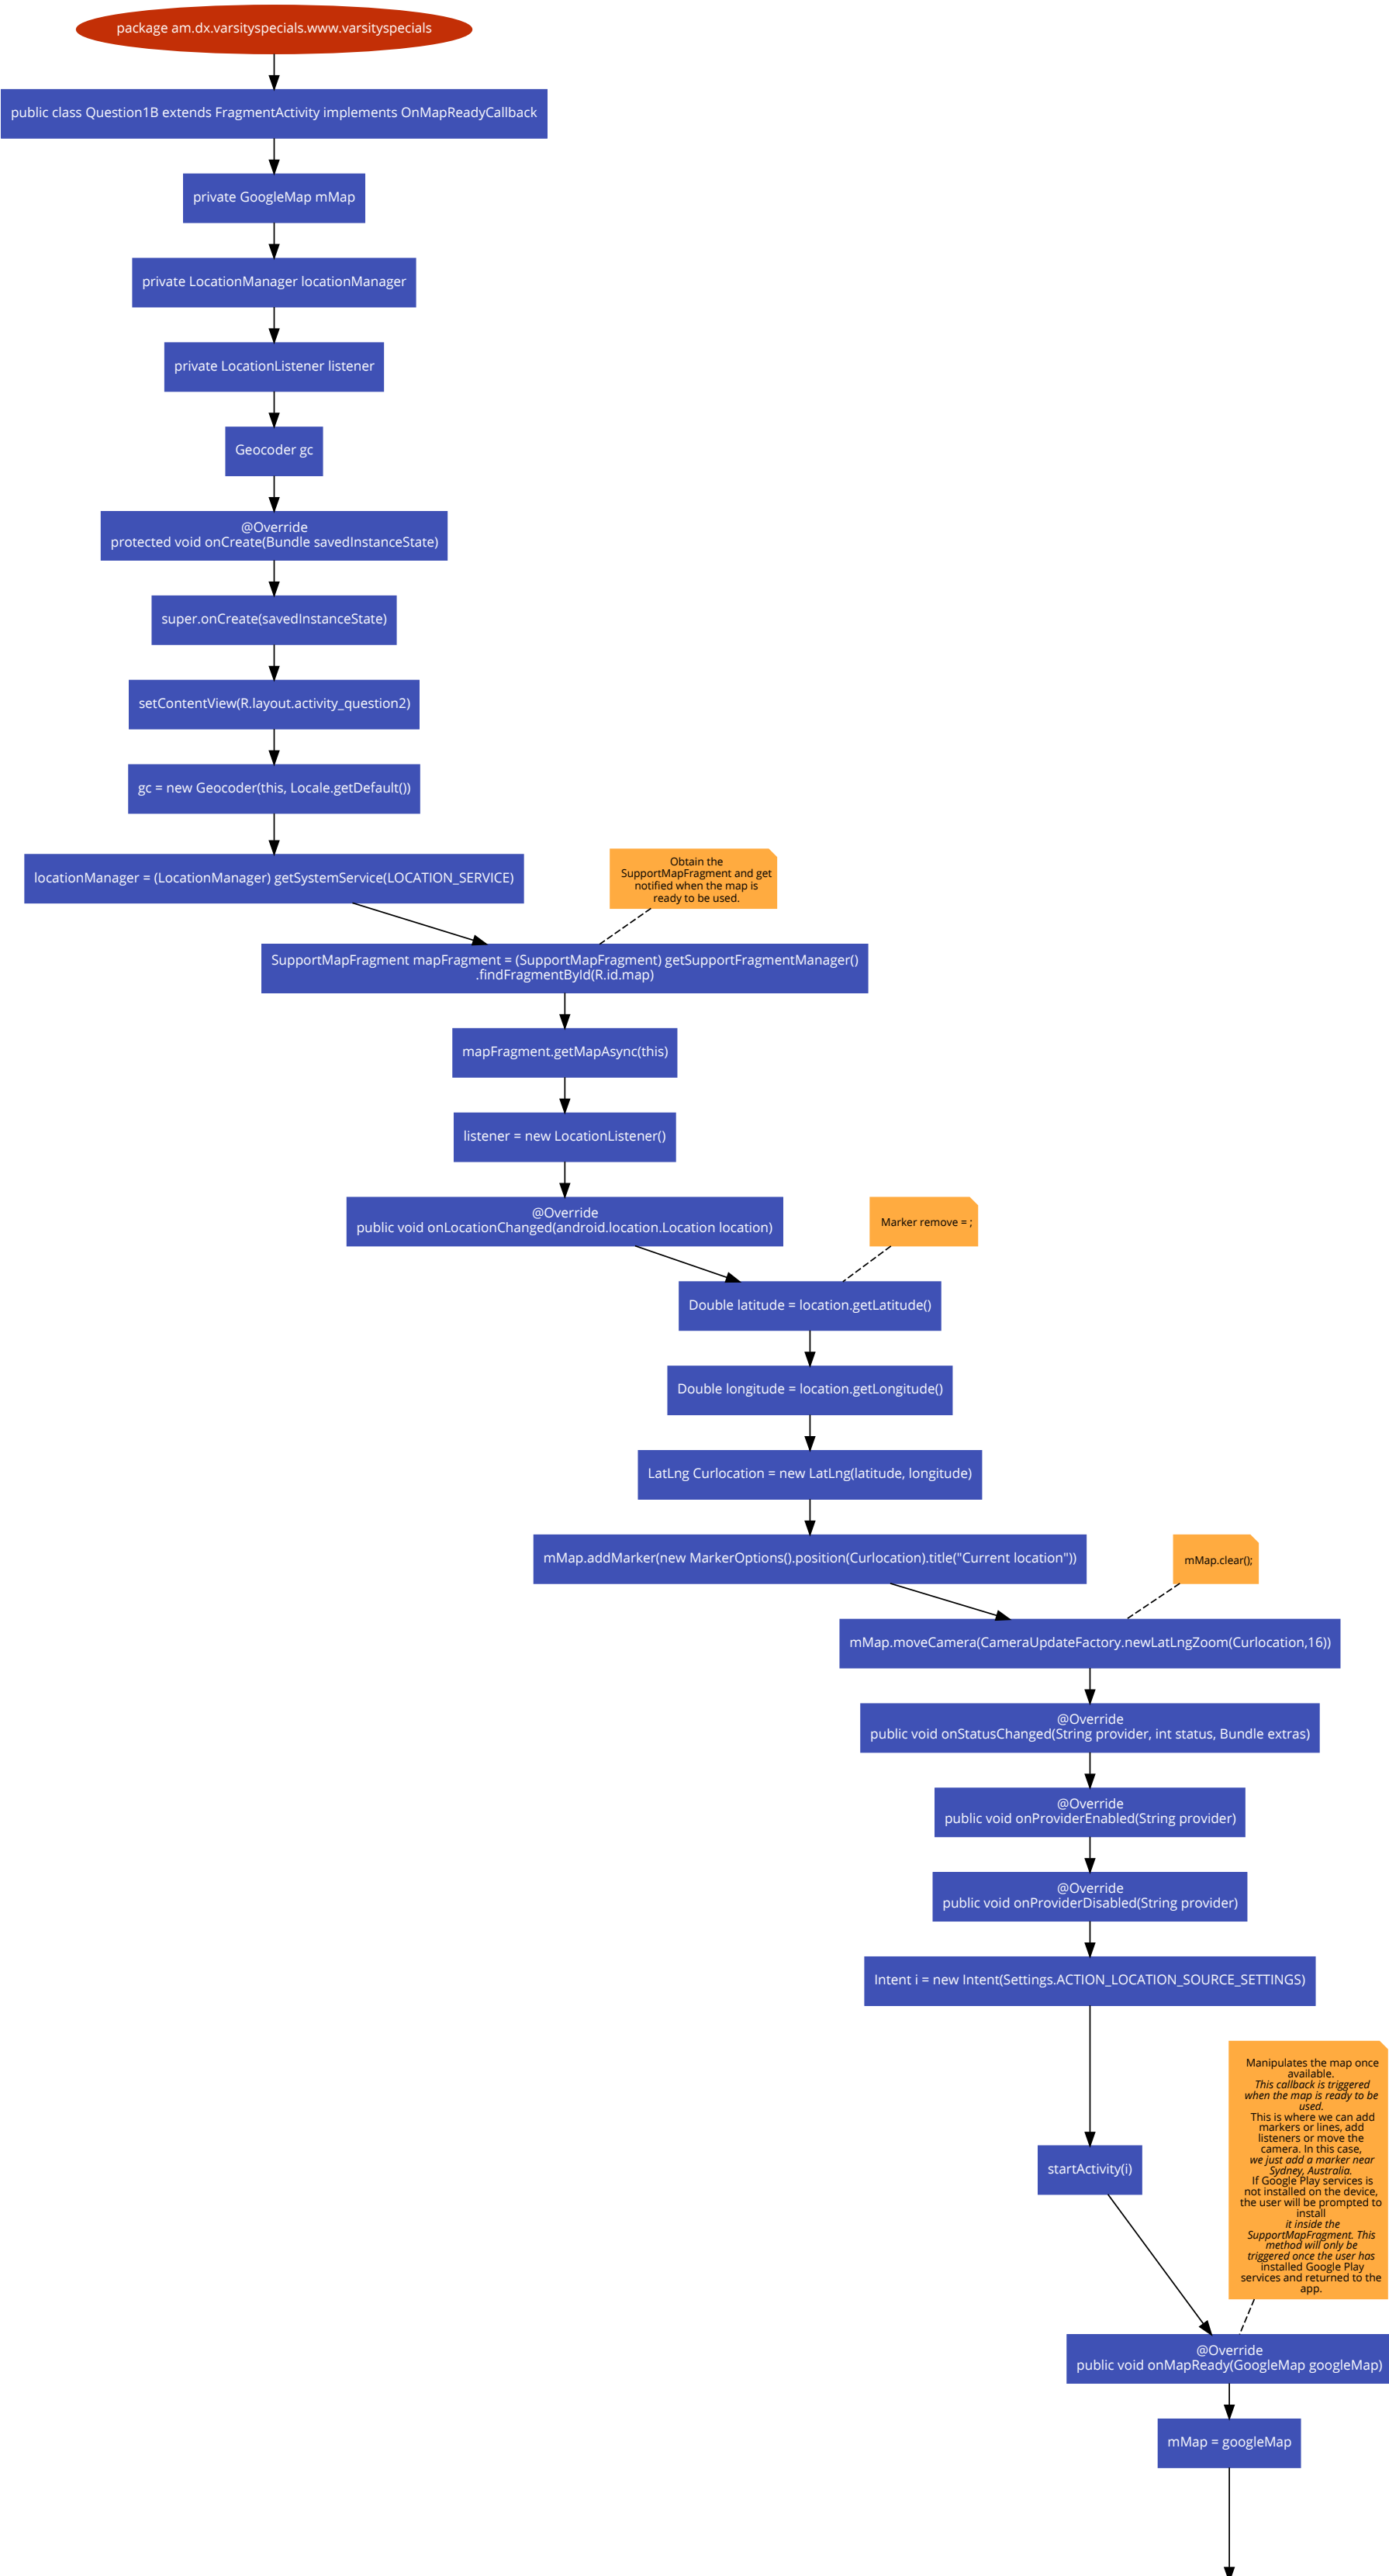 package am.dx.varsityspecials.www.varsityspecials
public class Question1B extends FragmentActivity implements OnMapReadyCallback
private GoogleMap mMap
private LocationManager locationManager
private LocationListener listener
Geocoder gc
@Override
protected void onCreate(Bundle savedInstanceState)
super.onCreate(savedInstanceState)
setContentView(R.layout.activity_question2)
gc = new Geocoder(this, Locale.getDefault())
locationManager = (LocationManager) getSystemService(LOCATION_SERVICE)
Obtain the
SupportMapFragment and get
notified when the map is
ready to be used.
SupportMapFragment mapFragment = (SupportMapFragment) getSupportFragmentManager()
.findFragmentById(R.id.map)
mapFragment.getMapAsync(this)
listener = new LocationListener()
@Override
public void onLocationChanged(android.location.Location location)
Marker remove = ;
Double latitude = location.getLatitude()
Double longitude = location.getLongitude()
LatLng Curlocation = new LatLng(latitude, longitude)
mMap.addMarker(new MarkerOptions().position(Curlocation).title("Current location"))
mMap.clear();
mMap.moveCamera(CameraUpdateFactory.newLatLngZoom(Curlocation,16))
@Override
public void onStatusChanged(String provider, int status, Bundle extras)
@Override
public void onProviderEnabled(String provider)
@Override
public void onProviderDisabled(String provider)
Intent i = new Intent(Settings.ACTION_LOCATION_SOURCE_SETTINGS)
Manipulates the map once
available.
This callback is triggered
when the map is ready to be
used.
This is where we can add
markers or lines, add
listeners or move the
camera. In this case,
we just add a marker near
Sydney, Australia.
If Google Play services is
not installed on the device,
the user will be prompted to
install
it inside the
SupportMapFragment. This
method will only be
triggered once the user has
installed Google Play
services and returned to the
app.
startActivity(i)
@Override
public void onMapReady(GoogleMap googleMap)
mMap = googleMap